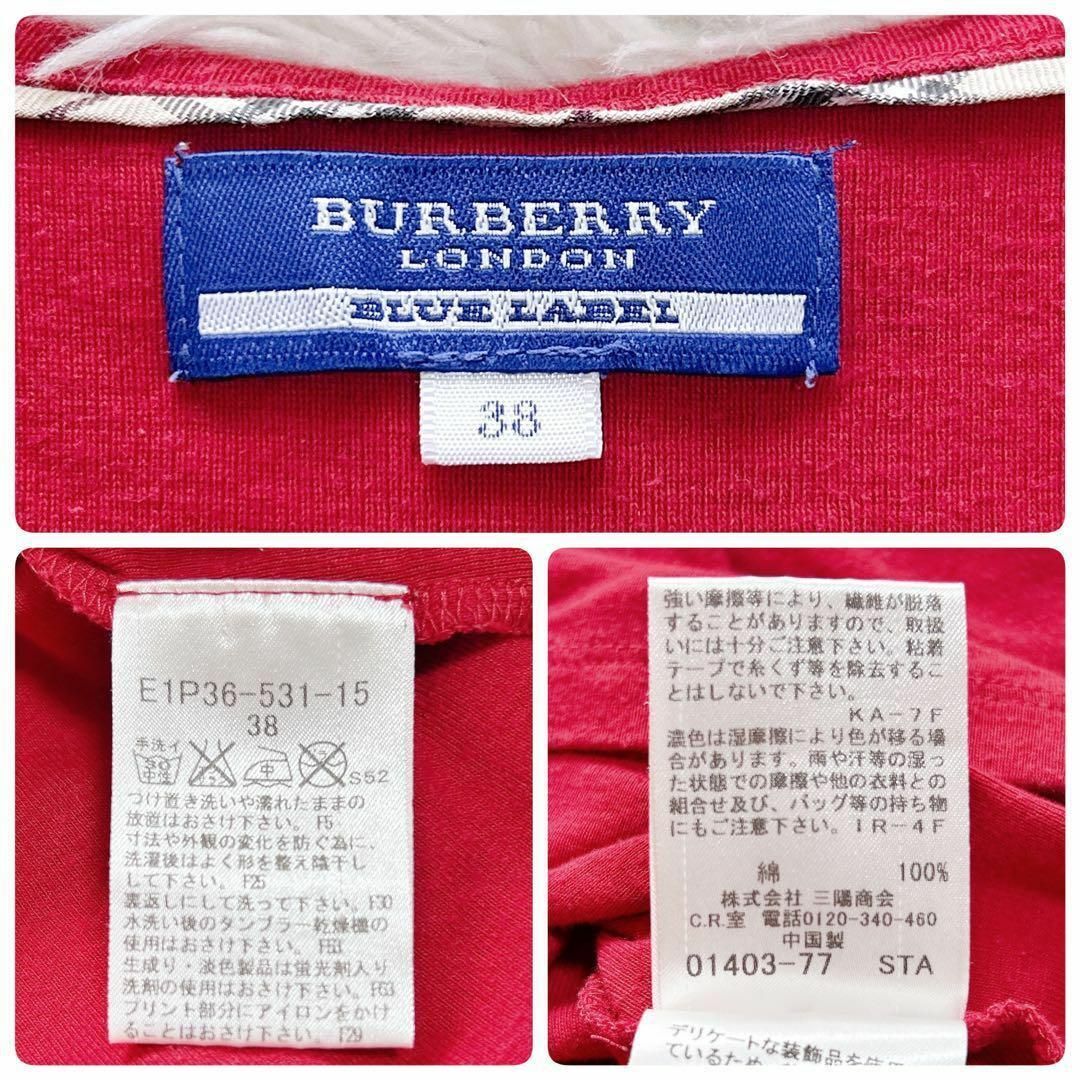 BURBERRY
LONDON
BLUE LABEL
38
E1P36-531-15
38
手洗イ
中性
S52
つけ置き洗いや濡れたままの
放置はおさけ下さい。F5
寸法や外観の変化を防ぐ為に、
洗濯後はよく形を整え陰干し
して下さい。F25
裏返しにして洗って下さい。F30
水洗い後のタンブラー乾燥機の
使用はおさけ下さい。
生成り・淡色製品は蛍光剤入り
洗剤の使用はおさけ下さい。F63
プリント部分にアイロンをかけ
ることはおさけ下さい。F29
強い摩擦等により、繊維が脱落
することがありますので、取扱
いには十分ご注意下さい。粘着
テープで糸くず等を除去するこ
とはしないで下さい。
KA-7F
濃色は湿摩擦により色が移る場
合があります。雨や汗等の湿っ
た状態での摩擦や他の衣料との
組合せ及び、バッグ等の持ち物
にもご注意下さい。IR-4F
綿 100%
株式会社 三陽商会
C.R.室 電話0120-340-460
中国製
01403-77 STA
デリケートな装飾品を使用
ているため、